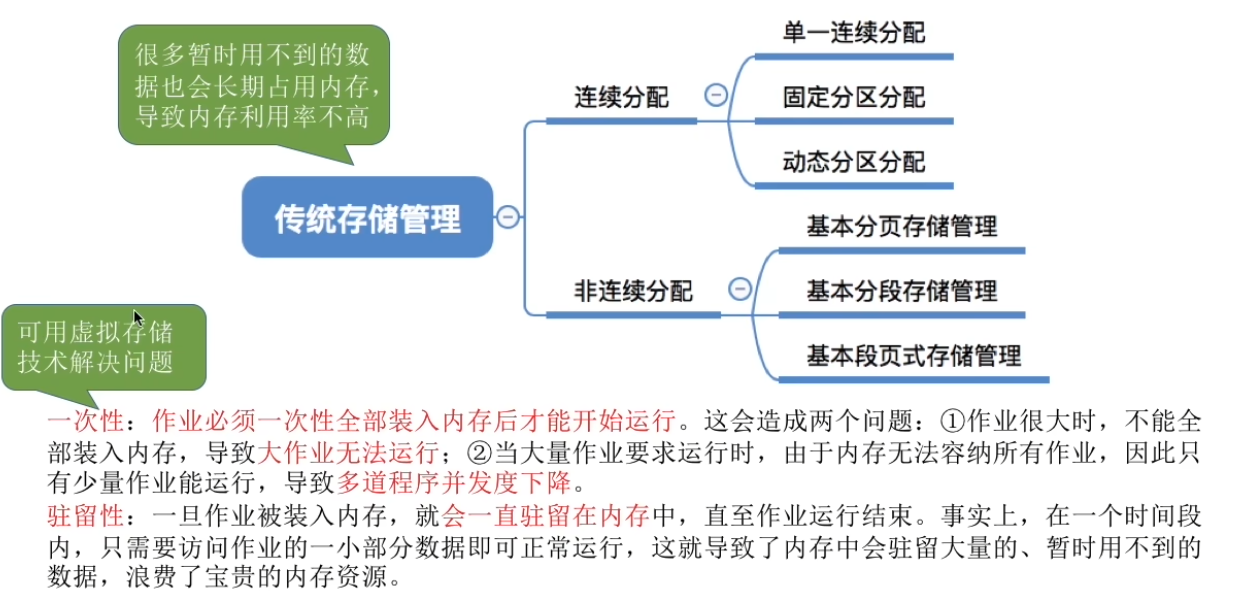 很多暂时用不到的数
据也会长期占用内存，
导致内存利用率不高
传统存储管理
连续分配
单一连续分配
固定分区分配
动态分区分配
非连续分配
基本分页存储管理
基本分段存储管理
基本段页式存储管理
可用虚拟存储
技术解决问题
一次性：作业必须一次性全部装入内存后才能开始运行。这会造成两个问题：①作业很大时，不能全
部装入内存，导致大作业无法运行；②当大量作业要求运行时，由于内存无法容纳所有作业，因此只
有少量作业能运行，导致多道程序并发度下降。
驻留性：一旦作业被装入内存，就会一直驻留在内存中，直至作业运行结束。事实上，在一个时间段
内，只需要访问作业的一小部分数据即可正常运行，这就导致了内存中会驻留大量的、暂时用不到的
数据，浪费了宝贵的内存资源。